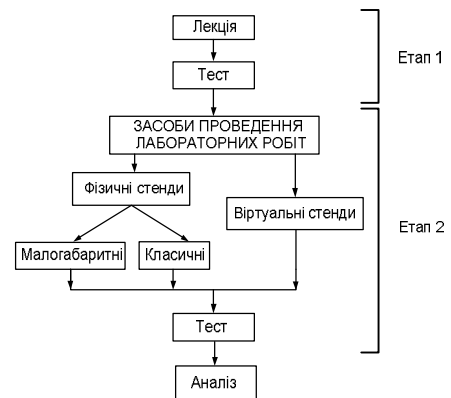 Лекція
Етап 1
Тест
ЗАСОБИ ПРОВЕДЕННЯ
ЛАБОРАТОРНИХ РОБІТ
Фізичні стенди
Віртуальні стенди
Етап 2
Малогабаритні
Класичні
Тест
Аналіз